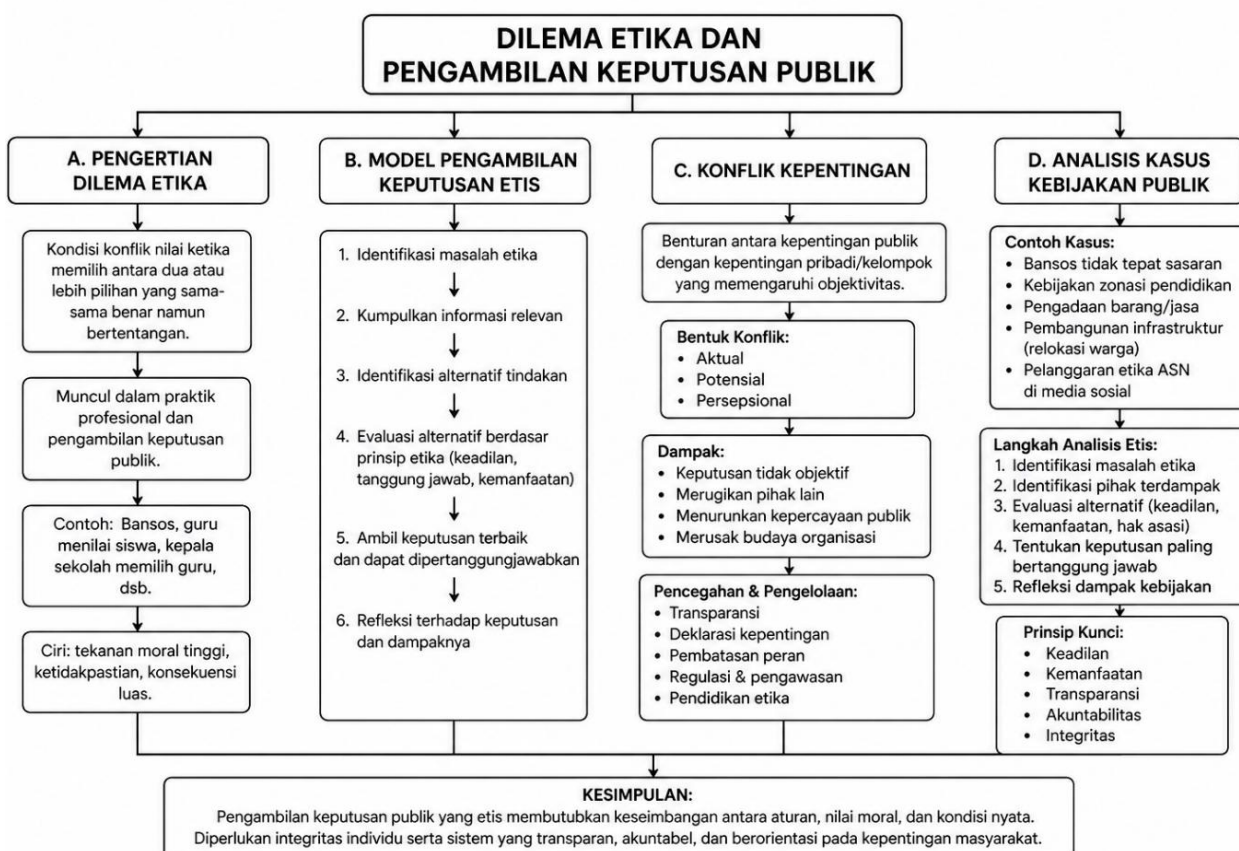 DILEMA ETIKA DAN
PENGAMBILAN KEPUTUSAN PUBLIK
A. PENGERTIAN
DILEMA ETIKA
Kondisi konflik nilai ketika
memilih antara dua atau
lebih pilihan yang sama-
sama benar namun
bertentangan.
Muncul dalam praktik
profesional dan
pengambilan keputusan
publik.
Contoh: Bansos, guru
menilai siswa, kepala
sekolah memilih guru,
dsb.
Ciri: tekanan moral tinggi,
ketidakpastian, konsekuensi
luas.
B. MODEL PENGAMBILAN
KEPUTUSAN ETIS
1. Identifikasi masalah etika
2. Kumpulkan informasi relevan
3. Identifikasi alternatif tindakan
4. Evaluasi alternatif berdasar
prinsip etika (keadilan,
tanggung jawab, kemanfaatan)
5. Ambil keputusan terbaik
dan dapat dipertanggungjawabkan
6. Refleksi terhadap keputusan
dan dampaknya
C. KONFLIK KEPENTINGAN
Benturan antara kepentingan publik
dengan kepentingan pribadi/kelompok
yang memengaruhi objektivitas.
Bentuk Konflik:
• Aktual
• Potensial
• Persepsional
Dampak:
• Keputusan tidak objektif
• Merugikan pihak lain
• Menurunkan kepercayaan publik
• Merusak budaya organisasi
Pencegahan & Pengelolaan:
• Transparansi
• Deklarasi kepentingan
• Pembatasan peran
• Regulasi & pengawasan
• Pendidikan etika
D. ANALISIS KASUS
KEBIJAKAN PUBLIK
Contoh Kasus:
• Bansos tidak tepat sasaran
• Kebijakan zonasi pendidikan
• Pengadaan barang/jasa
• Pembangunan infrastruktur
(relokasi warga)
• Pelanggaran etika ASN
di media sosial
Langkah Analisis Etis:
1. Identifikasi masalah etika
2. Identifikasi pihak terdampak
3. Evaluasi alternatif (keadilan,
kemanfaatan, hak asasi)
4. Tentukan keputusan paling
bertanggung jawab
5. Refleksi dampak kebijakan
Prinsip Kunci:
• Keadilan
• Kemanfaatan
• Transparansi
• Akuntabilitas
• Integritas
KESIMPULAN:
Pengambilan keputusan publik yang etis membutubkan keseimbangan antara aturan, nilai moral, dan kondisi nyata.
Diperlukan integritas individu serta sistem yang transparan, akuntabel, dan berorientasi pada kepentingan masyarakat.